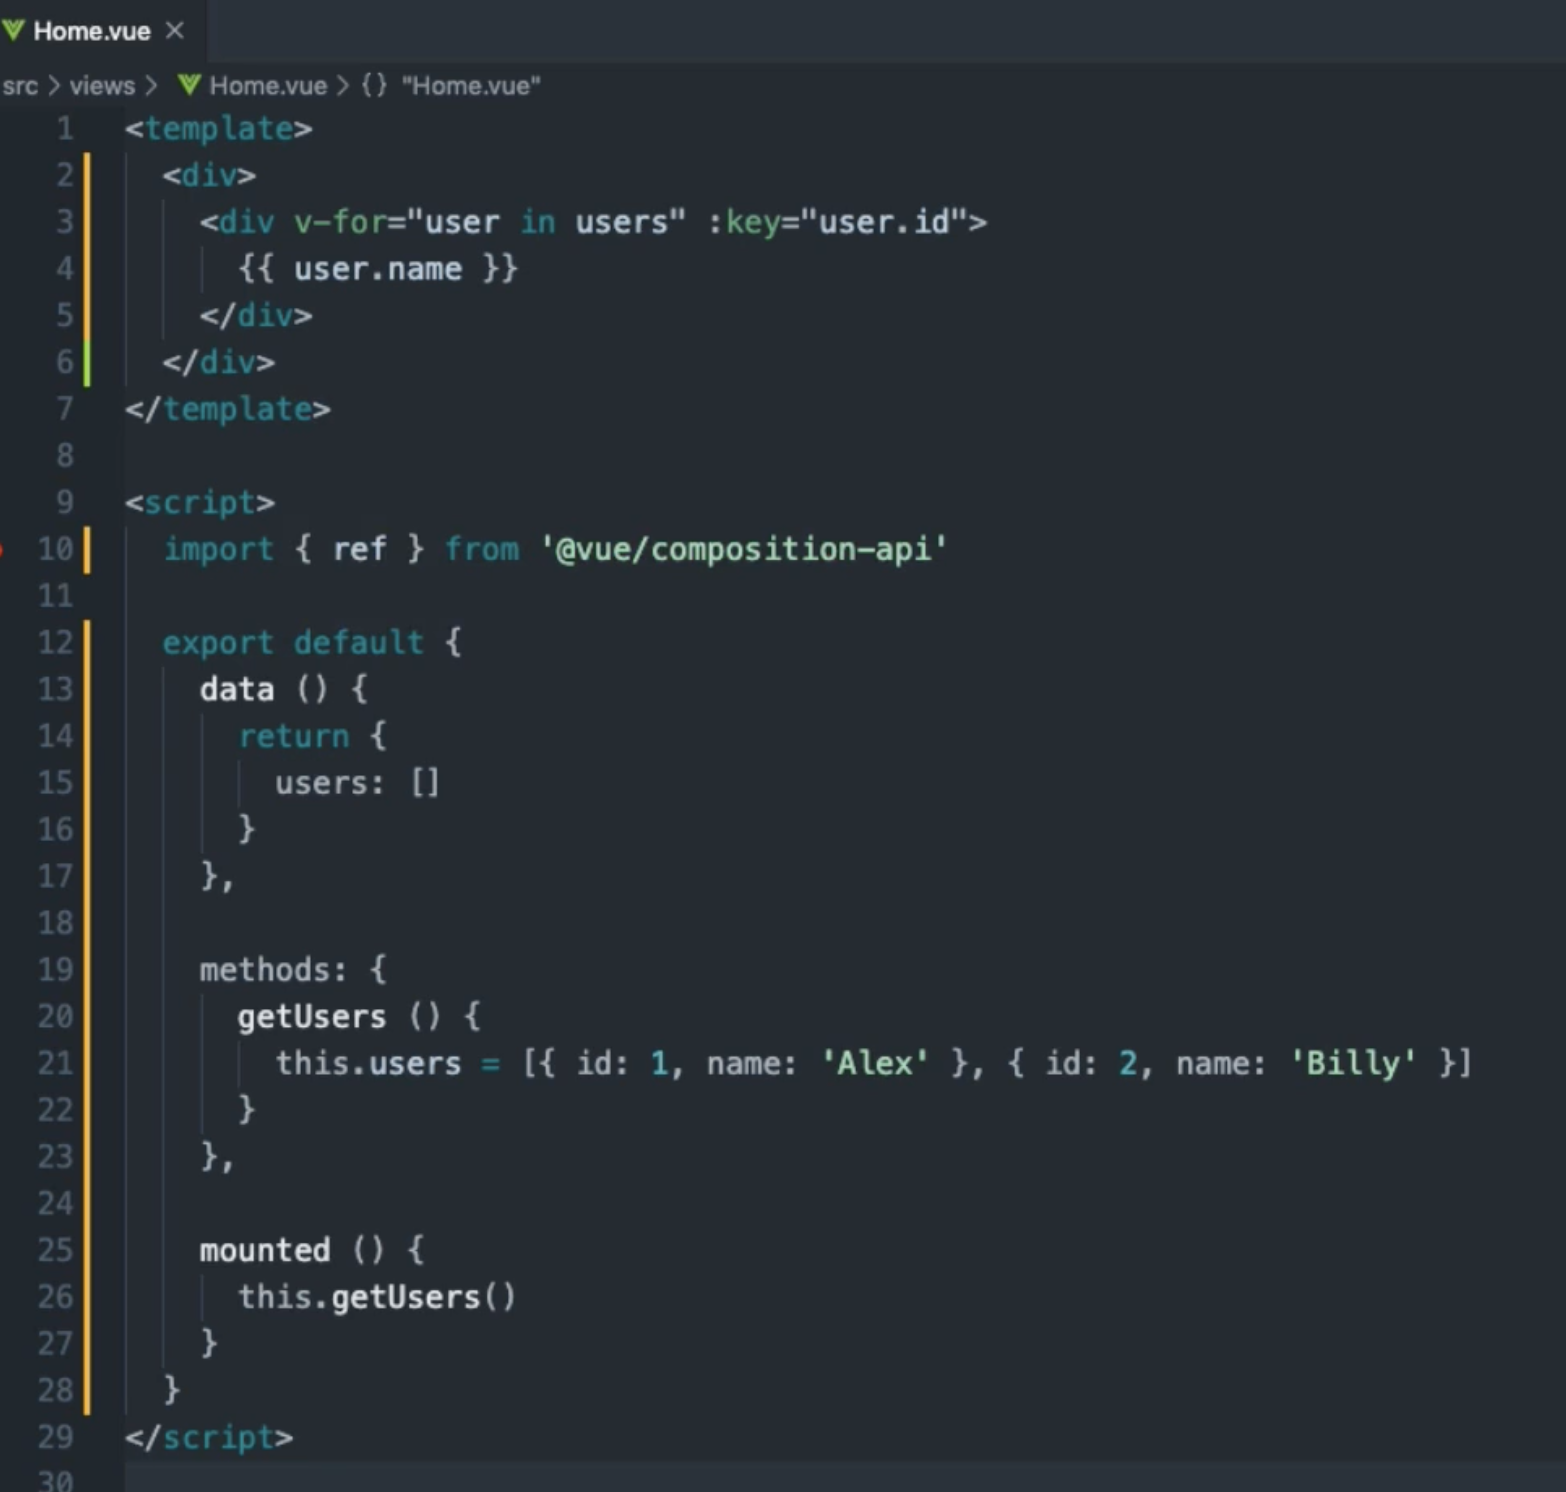 Home.vue ×
src > views > Home.vue > {} "Home.vue"
1 <template>
2 <div>
3 <div v-for="user in users" :key="user.id">
4 {{ user.name }}
5 </div>
6 </div>
7 </template>
8
9 <script>
10 import { ref } from '@vue/composition-api'
11
12 export default {
13 data () {
14 return {
15 users: []
16 }
17 },
18
19 methods: {
20 getUsers () {
21 this.users = [{ id: 1, name: 'Alex' }, { id: 2, name: 'Billy' }]
22 }
23 },
24
25 mounted () {
26 this.getUsers()
27 }
28 }
29 </script>
30